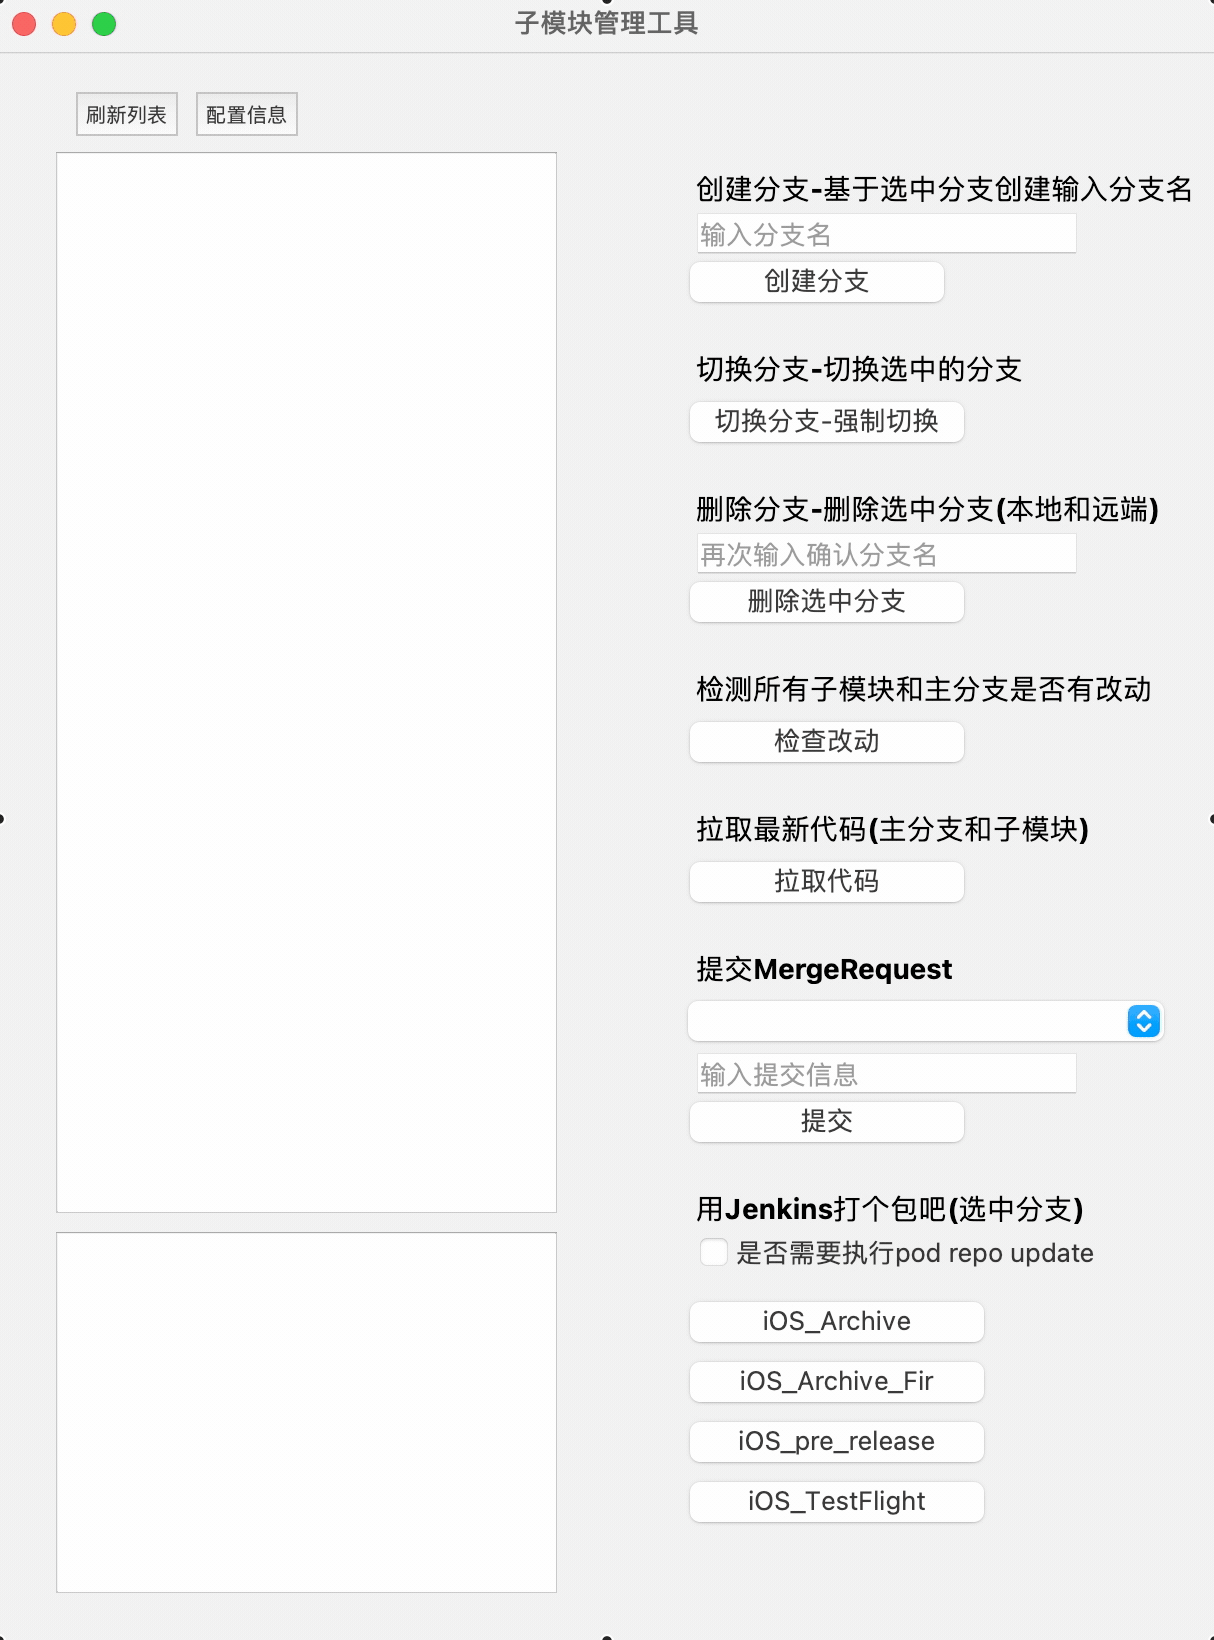 子模块管理工具
刷新列表 配置信息
创建分支-基于选中分支创建输入分支名
输入分支名
创建分支
切换分支-切换选中的分支
切换分支-强制切换
删除分支-删除选中分支(本地和远端)
再次输入确认分支名
删除选中分支
检测所有子模块和主分支是否有改动
检查改动
拉取最新代码(主分支和子模块)
拉取代码
提交MergeRequest
输入提交信息
提交
用Jenkins打个包吧(选中分支)
是否需要执行pod repo update
iOS_Archive
iOS_Archive_Fir
iOS_pre_release
iOS_TestFlight